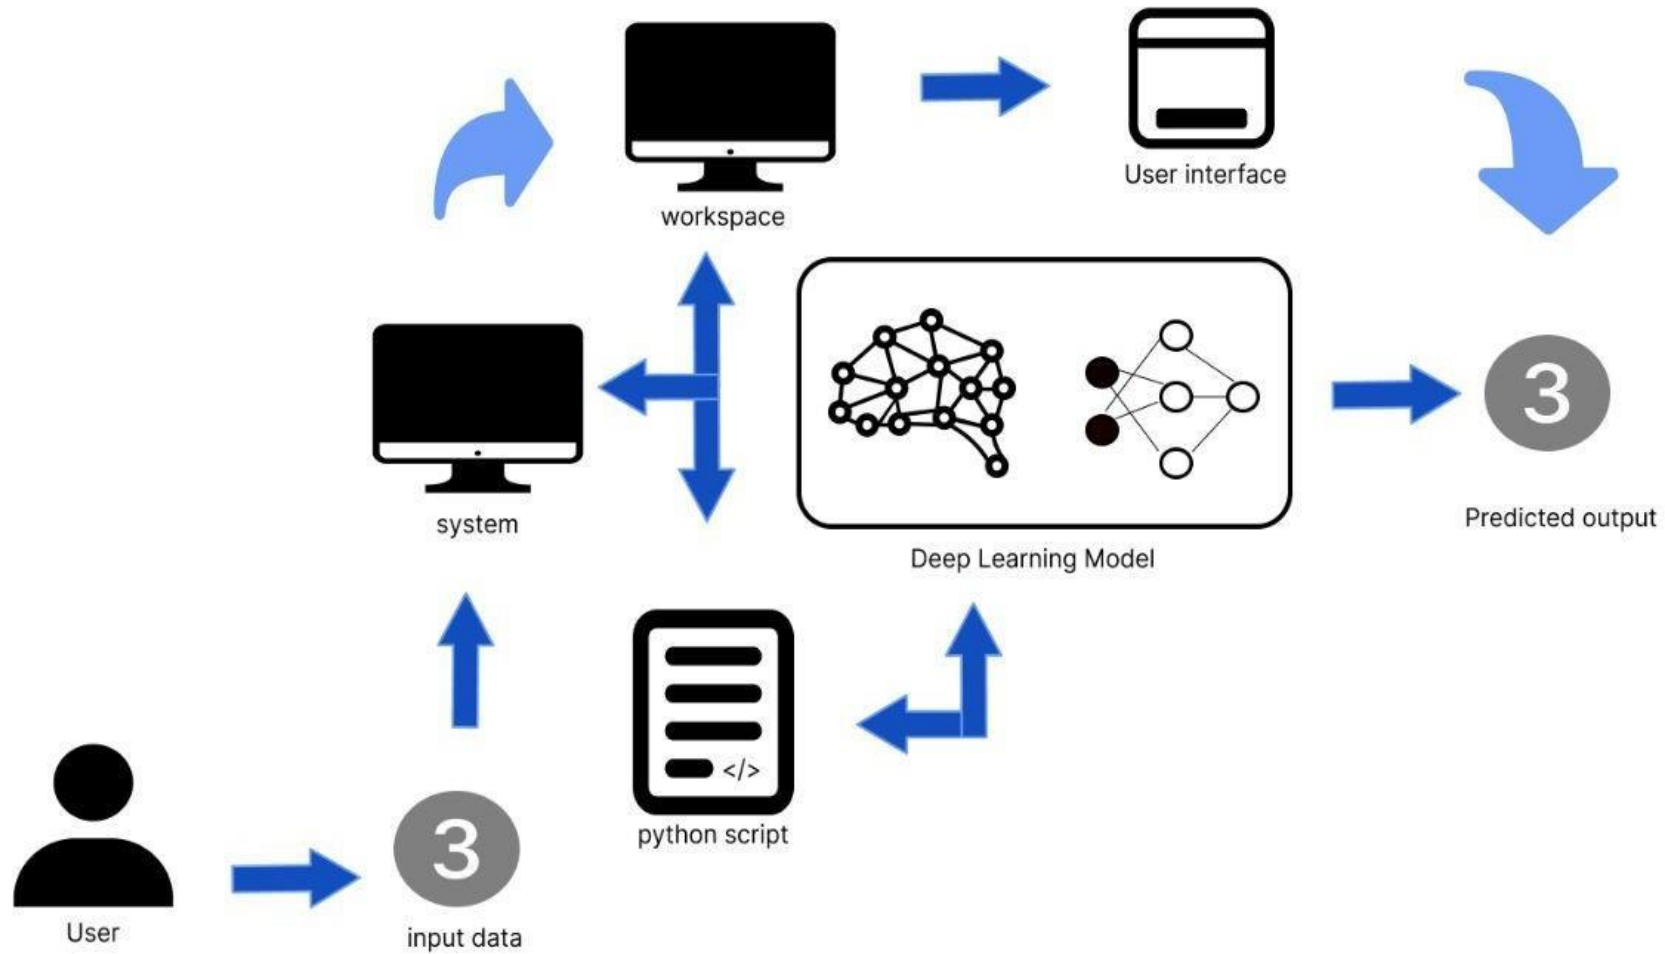 User interface
workspace
3
system
Predicted output
Deep Learning Model
</>
python script
3
User
input data